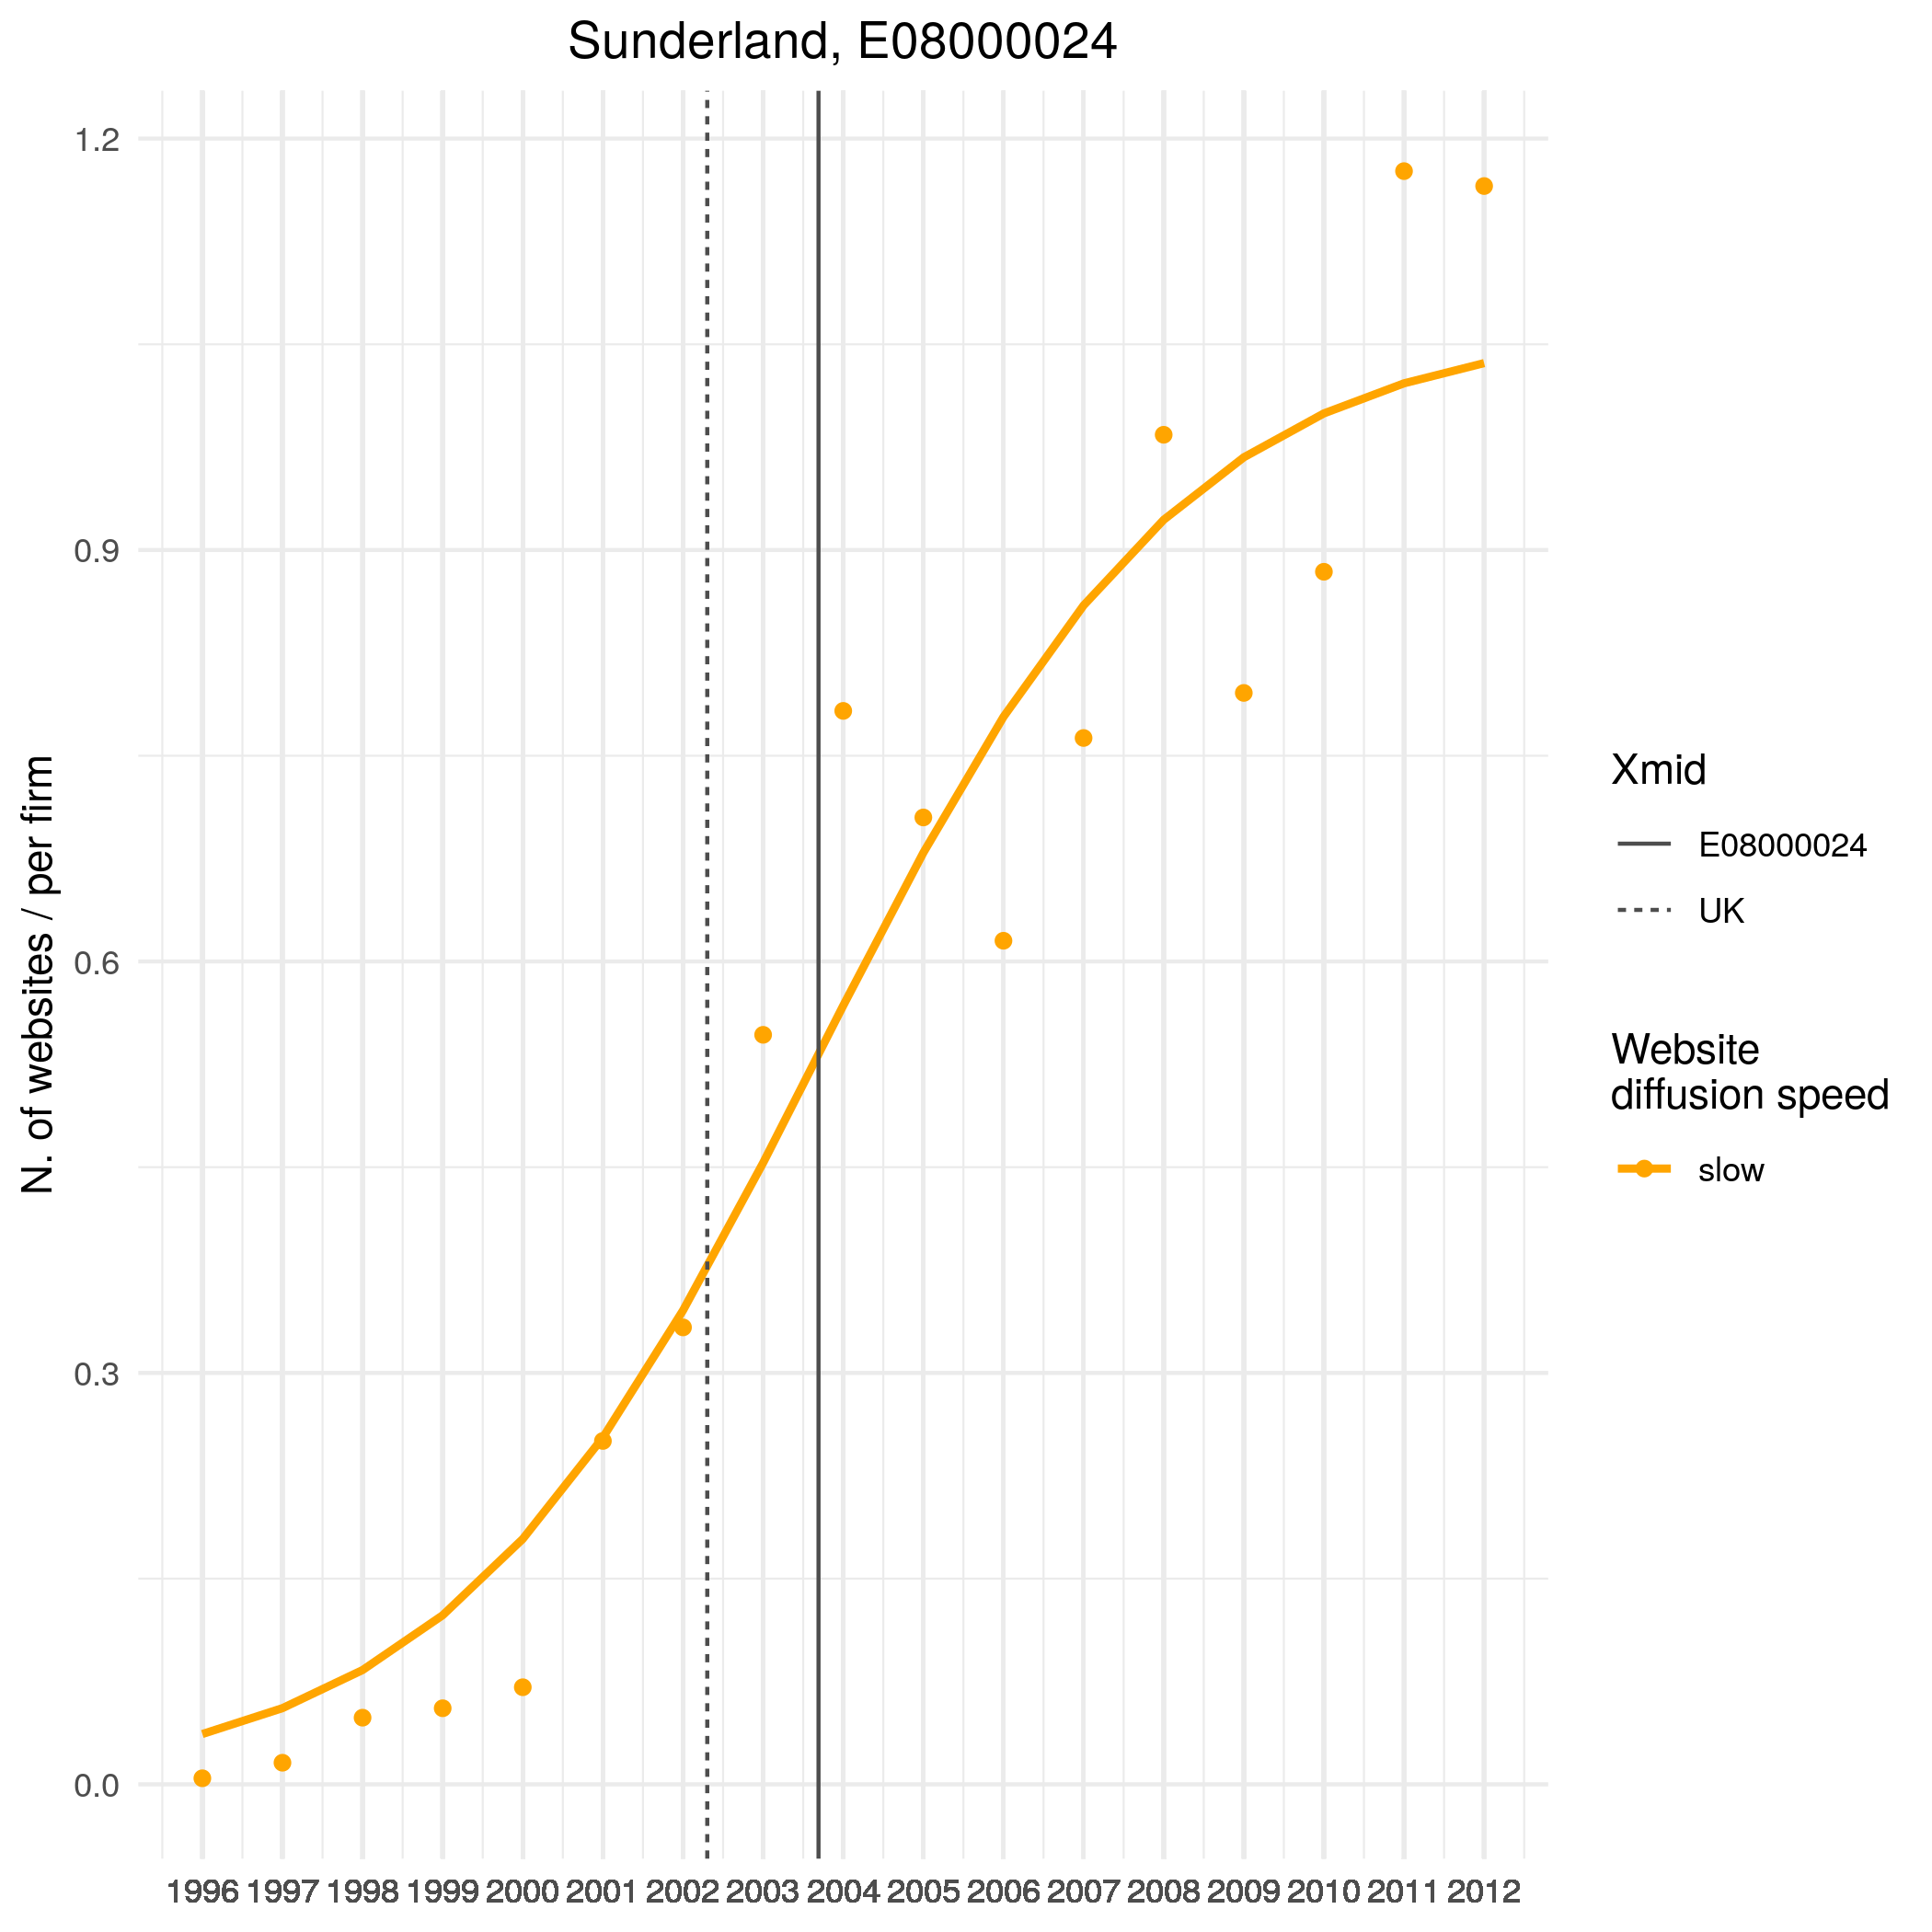 Sunderland, E08000024
N. of websites / per firm
1.2
0.9
0.6
0.3
0.0
1996 1997 1998 1999 2000 2001 2002 2003 2004 2005 2006 2007 2008 2009 2010 2011 2012
Xmid
E08000024
UK
Website
diffusion speed
slow